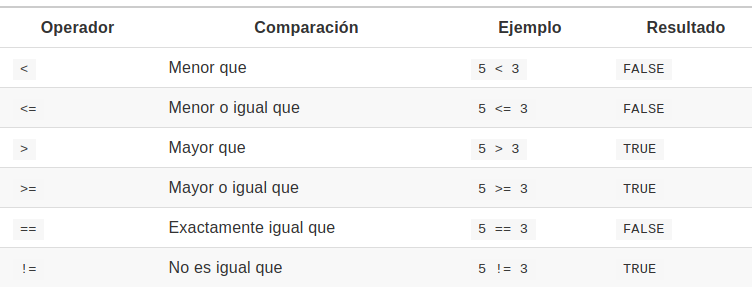 Operador Comparación Ejemplo Resultado
< Menor que 5 < 3 FALSE
<= Menor o igual que 5 <= 3 FALSE
> Mayor que 5 > 3 TRUE
>= Mayor o igual que 5 >= 3 TRUE
== Exactamente igual que 5 == 3 FALSE
!= No es igual que 5 != 3 TRUE